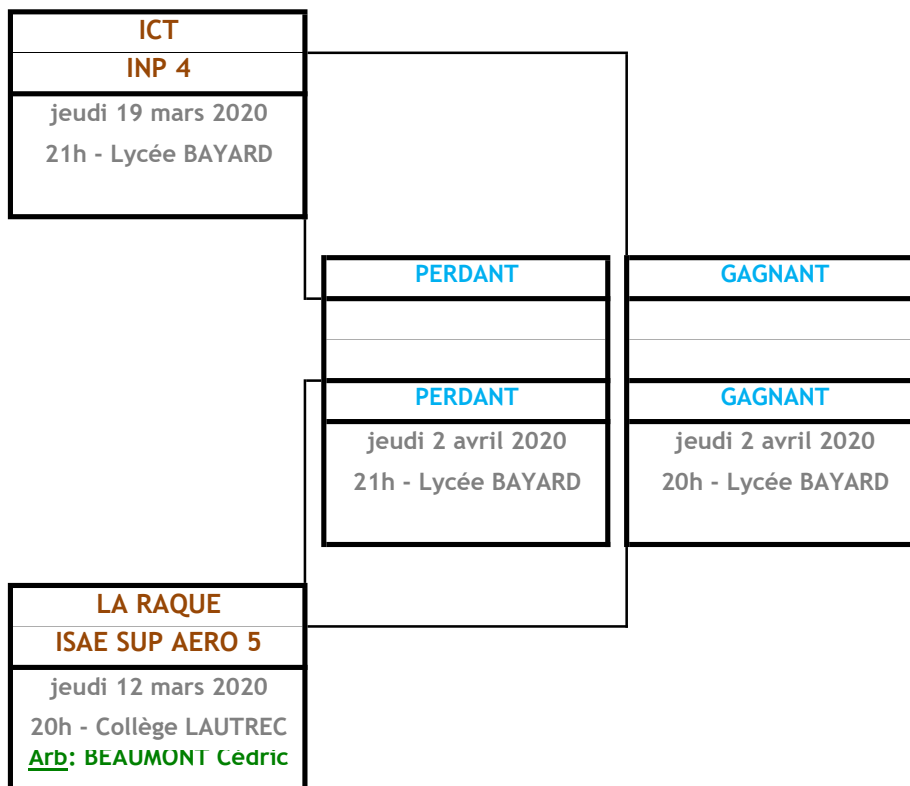 ICT
INP 4
jeudi 19 mars 2020
21h - Lycée BAYARD
PERDANT
GAGNANT
PERDANT
GAGNANT
jeudi 2 avril 2020
jeudi 2 avril 2020
21h - Lycée BAYARD
20h - Lycée BAYARD
LA RAQUE
ISAE SUP AERO 5
jeudi 12 mars 2020
20h - Collège LAUTREC
Arb: BEAUMONT Cédric